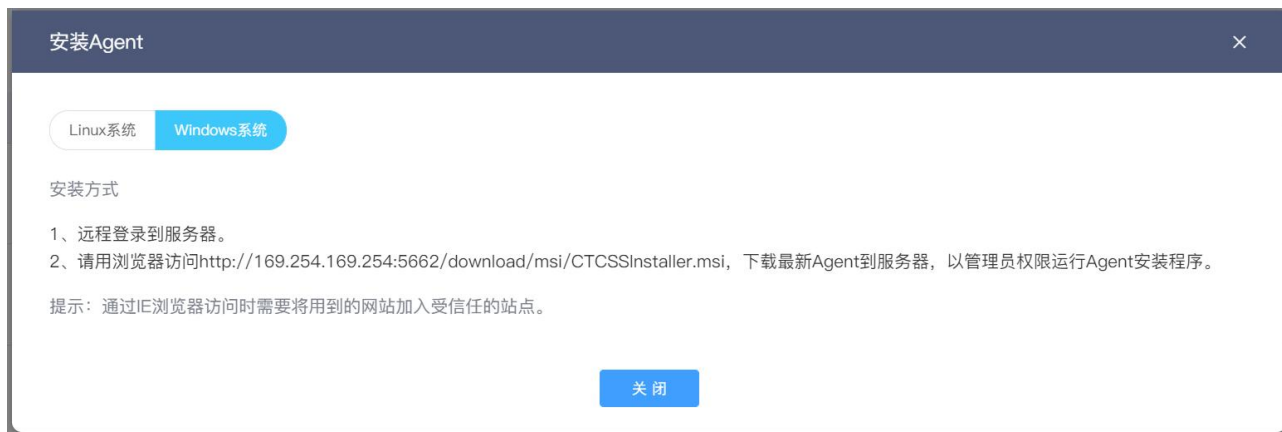 安装Agent
Linux系统 Windows系统
安装方式
1、远程登录到服务器。
2、请用浏览器访问http://169.254.169.254:5662/download/msi/CTCSSInstaller.msi，下载最新Agent到服务器，以管理员权限运行Agent安装程序。
提示：通过IE浏览器访问时需要将用到的网站加入受信任的站点。
关 闭